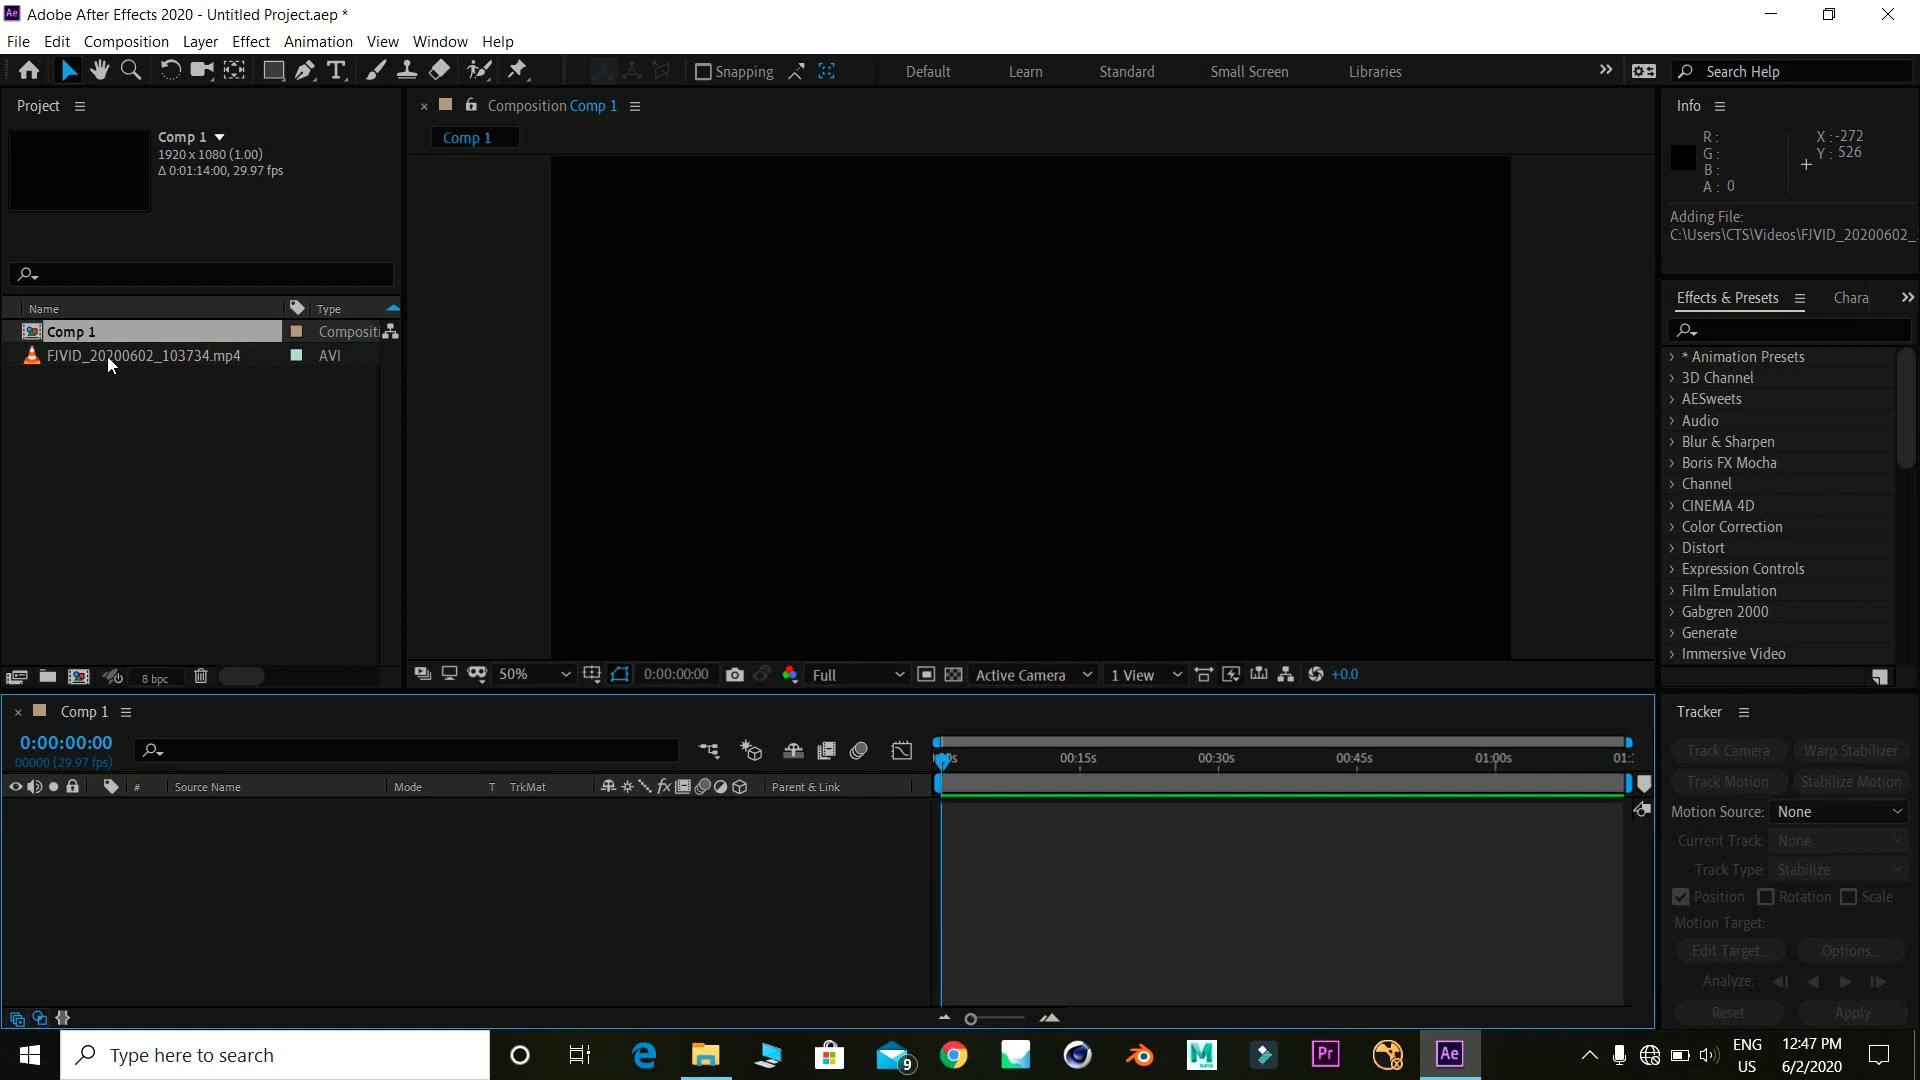 Ae Adobe After Effects 2020 - Untitled Project.aep *
File Edit Composition Layer Effect Animation View Window Help
Snapping Default Learn Standard Small Screen Libraries Search Help
Project
Comp 1
1920 x 1080 (1.00)
Δ 0:01:14:00, 29.97 fps
Name Type
Comp 1 Compositi
FJVID_20200602_103734.mp4 AVI
8 bpc
Composition Comp 1
Comp 1
50% 0:00:00:00 Full Active Camera 1 View +0.0
Info
R :
G :
B :
A : 0
X : -272
Y : 526
Adding File:
C:\Users\CTS\Videos\FJVID_20200602_
Effects & Presets Chara
* Animation Presets
3D Channel
AESweets
Audio
Blur & Sharpen
Boris FX Mocha
Channel
CINEMA 4D
Color Correction
Distort
Expression Controls
Film Emulation
Gabgren 2000
Generate
Immersive Video
Comp 1
0:00:00:00
00000 (29.97 fps)
# Source Name Mode T TrkMat fx Parent & Link
00s 00:15s 00:30s 00:45s 01:00s 01:
Tracker
Track Camera Warp Stabilizer
Track Motion Stabilize Motion
Motion Source: None
Current Track: None
Track Type: Stabilize
Position Rotation Scale
Motion Target:
Edit Target... Options...
Analyze:
Reset Apply
Type here to search
9
M
Pr
Ae
ENG
US
12:47 PM
6/2/2020